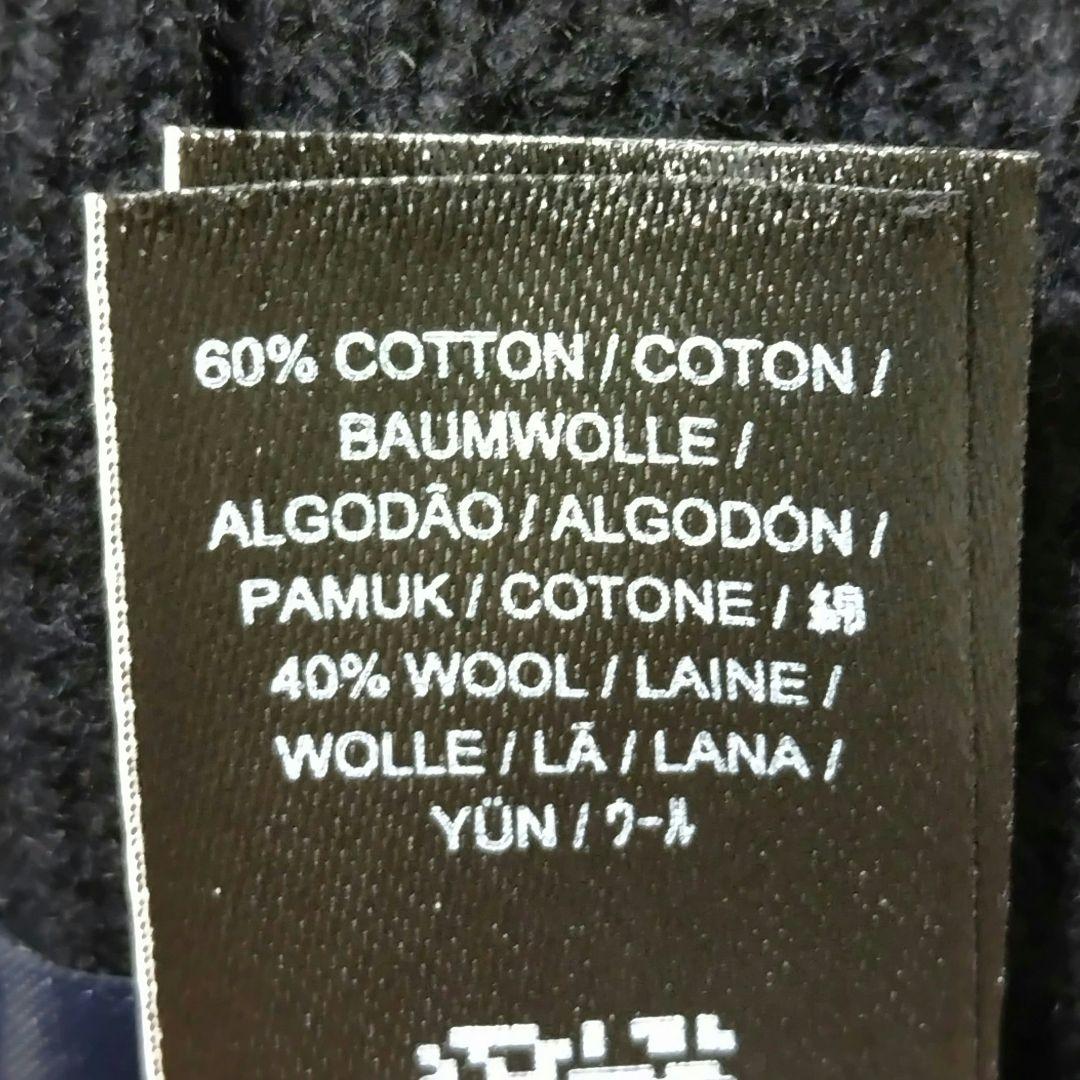 60% COTTON / COTON /
BAUMWOLLE /
ALGODÃO / ALGODÓN /
PAMUK / COTONE / 綿
40% WOOL / LAINE /
WOLLE / LÃ / LANA /
YÜN / ウール